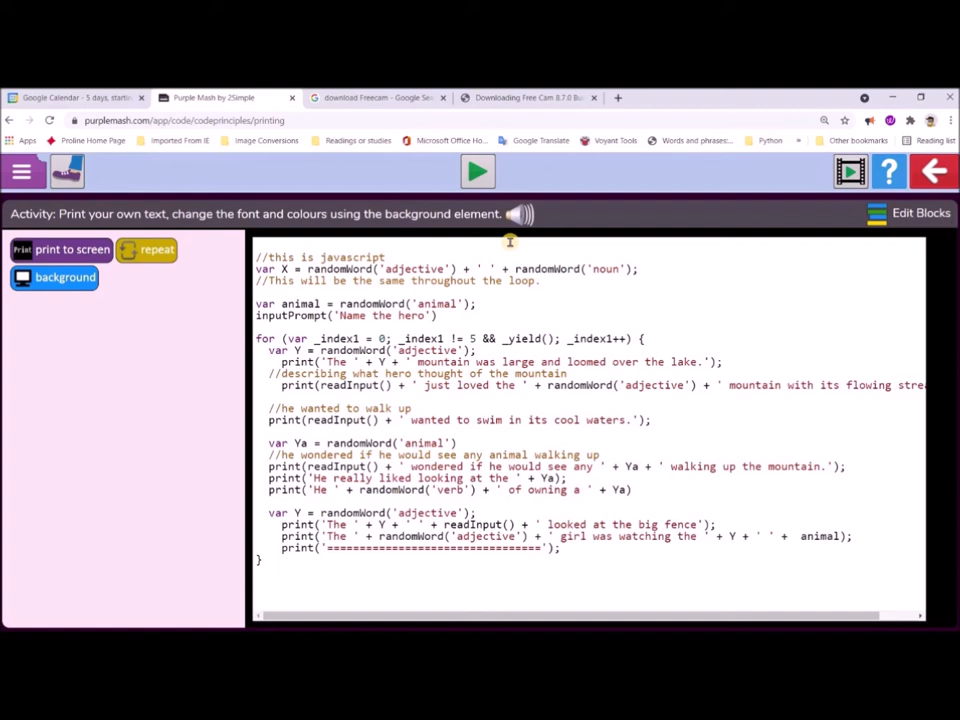 Google Calendar - 5 days, startin
Purple Mash by 2Simple
download Freecam - Google Sea
Downloading Free Cam 8.7.0 Bu
purplemash.com/app/code/codeprinciples/printing
Apps
Proline Home Page
Imported From IE
Image Conversions
Readings or studies
Microsoft Office Ho...
Google Translate
Voyant Tools
Words and phrases:...
Python
»
Other bookmarks
Reading list
Activity: Print your own text, change the font and colours using the background element.
Edit Blocks
Print print to screen
repeat
background
//this is javascript
var X = randomWord('adjective') + ' ' + randomWord('noun');
//This will be the same throughout the loop.
var animal = randomWord('animal');
inputPrompt('Name the hero')
for (var _index1 = 0; _index1 != 5 && _yield(); _index1++) {
var Y = randomWord('adjective');
print('The ' + Y + ' mountain was large and loomed over the lake.');
//describing what hero thought of the mountain
print(readInput() + ' just loved the ' + randomWord('adjective') + ' mountain with its flowing strea
//he wanted to walk up
print(readInput() + ' wanted to swim in its cool waters.');
var Ya = randomWord('animal')
//he wondered if he would see any animal walking up
print(readInput() + ' wondered if he would see any ' + Ya + ' walking up the mountain.');
print('He really liked looking at the ' + Ya);
print('He ' + randomWord('verb') + ' of owning a ' + Ya)
var Y = randomWord('adjective');
print('The ' + Y + ' ' + readInput() + ' looked at the big fence');
print('The ' + randomWord('adjective') + ' girl was watching the ' + Y + ' ' +  animal);
print('=================================');
}